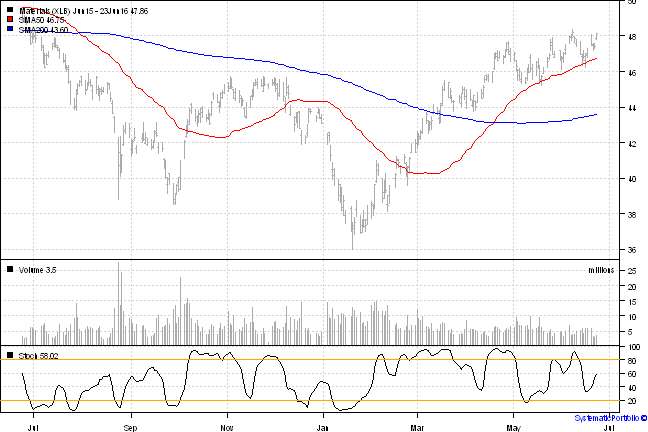 Materials (XLB) Jun 15 - 23Jun16 47.86
SMA50 46.75
SMA200 43.60
50
48
46
44
42
40
38
36
Volume 3.5
millions
25
20
15
10
5
Stoch 58.02
80
60
40
20
Jul
Sep
Nov
Jan
Mar
May
Jul
SystematicPortfolio ©